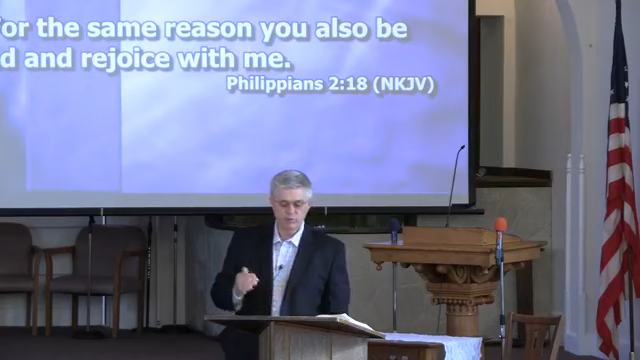 for the same reason you also be
d and rejoice with me.
Philippians 2:18 (NKJV)